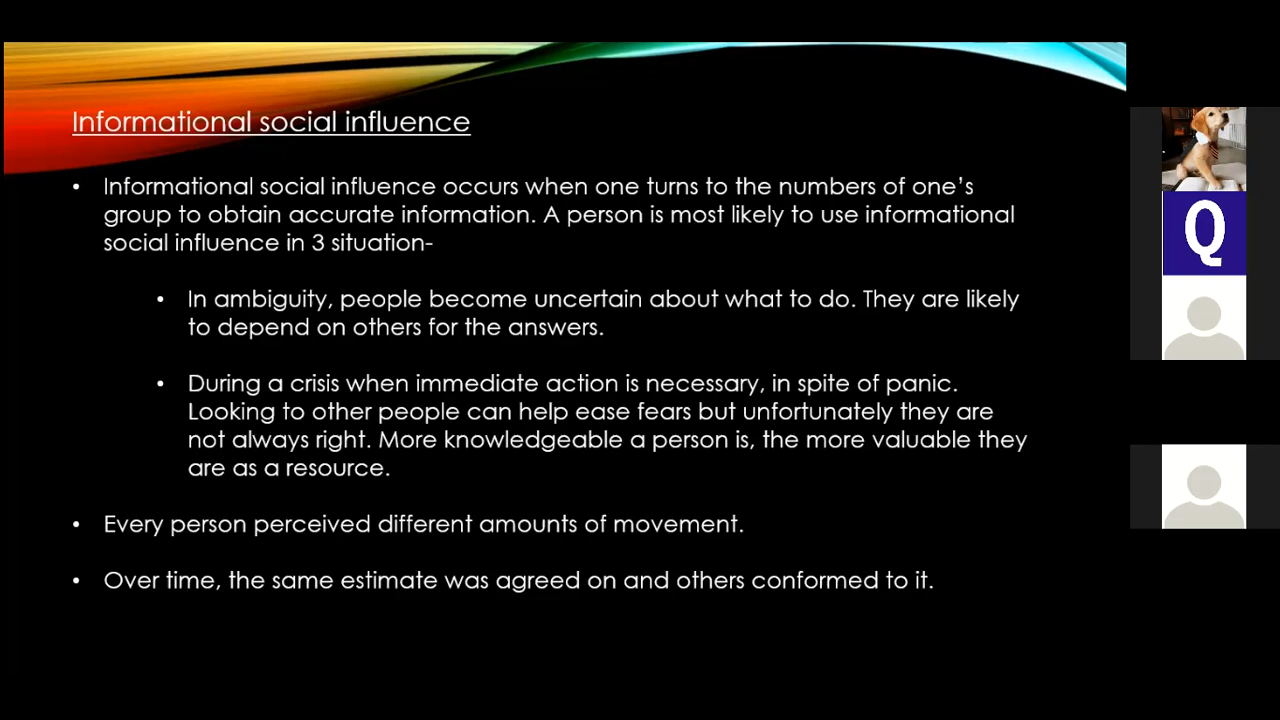 Informational social influence
• Informational social influence occurs when one turns to the numbers of one's
group to obtain accurate information. A person is most likely to use informational
social influence in 3 situation-
• In ambiguity, people become uncertain about what to do. They are likely
to depend on others for the answers.
• During a crisis when immediate action is necessary, in spite of panic.
Looking to other people can help ease fears but unfortunately they are
not always right. More knowledgeable a person is, the more valuable they
are as a resource.
• Every person perceived different amounts of movement.
• Over time, the same estimate was agreed on and others conformed to it.
Q